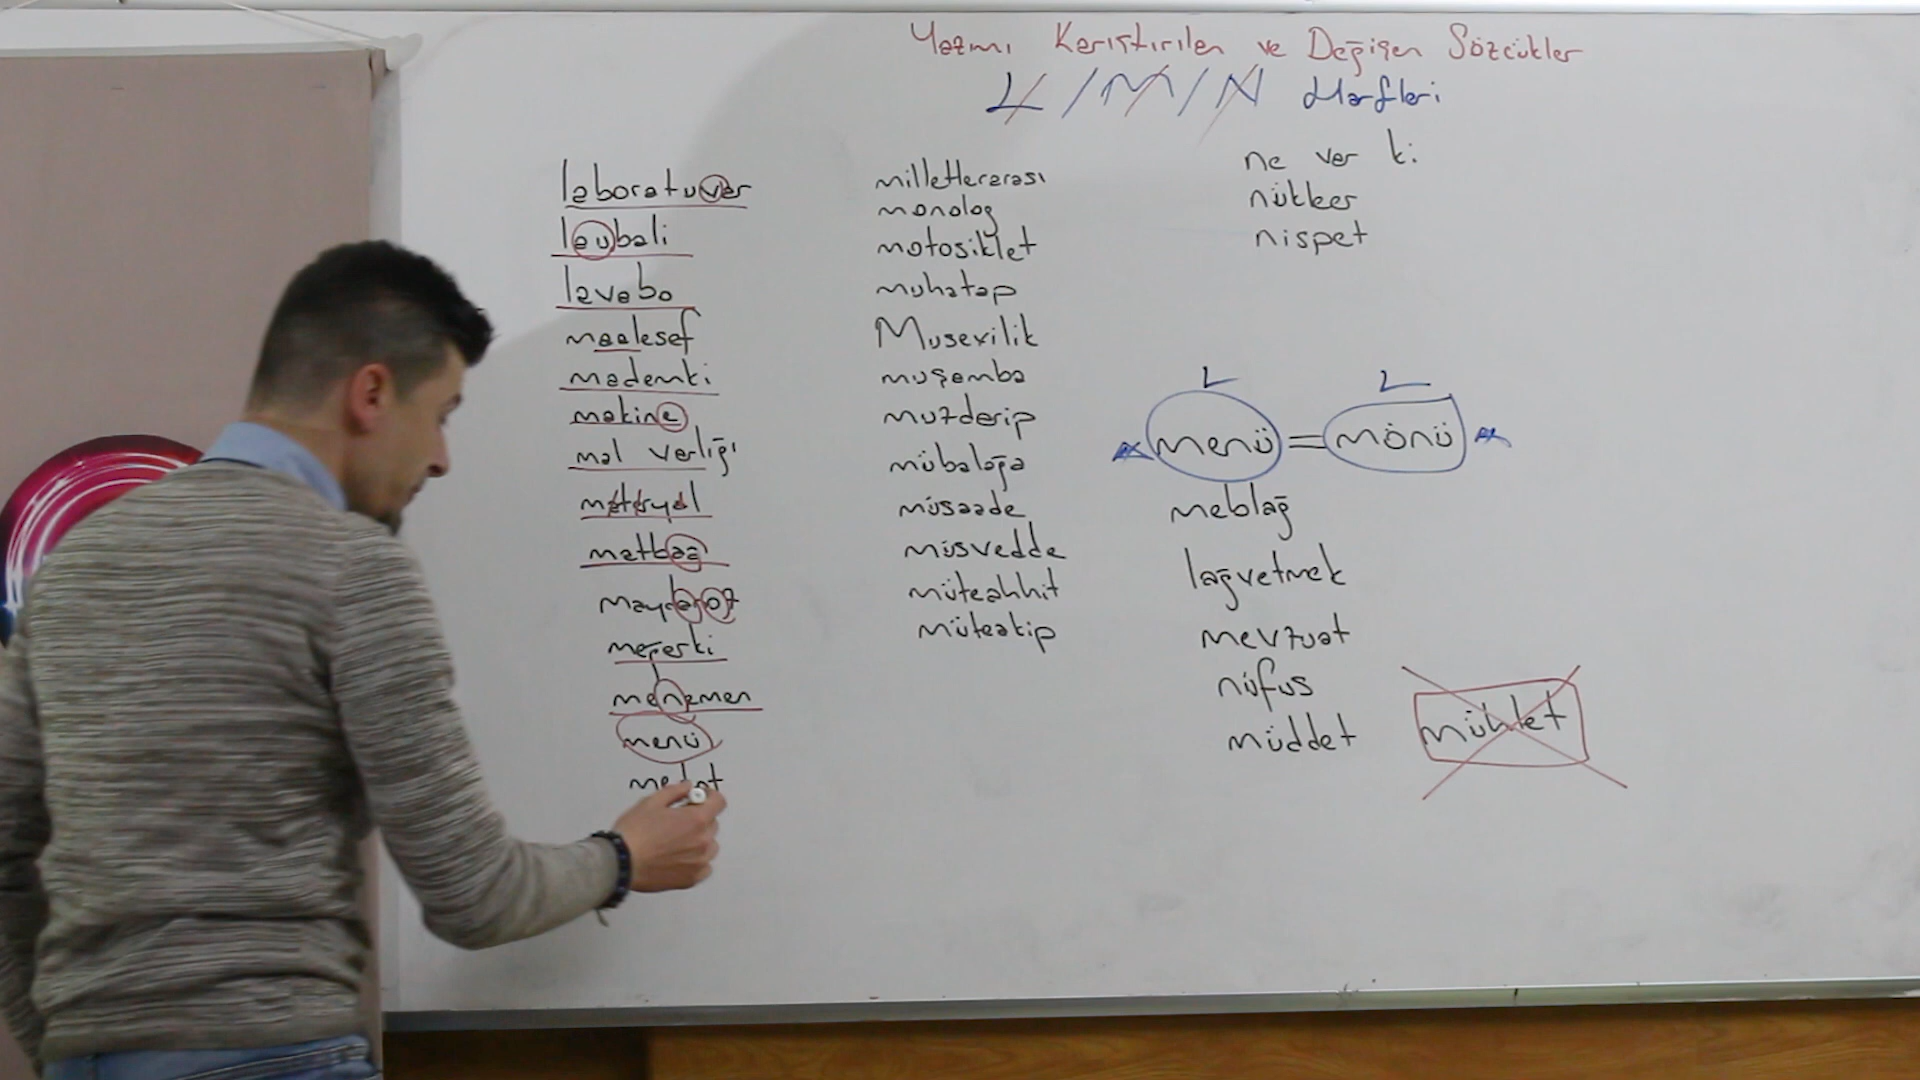 Yazımı Karıştırılan ve Değişen Sözcükler
L / M / N Harfleri
laboratuvar
laubali
lavabo
maalesef
mademki
makine
mal varlığı
materyal
matbaa
maydanoz
meğerki
menemen
menü
metot
milletlerarası
monolog
motosiklet
muhatap
Musevilik
muşamba
muzdarip
mübalağa
müsaade
müsvedde
müteahhit
müteakip
ne var ki
nükleer
nispet
menü = mönü
meblağ
lağvetmek
mevzuat
nüfus
müddet
mühlet